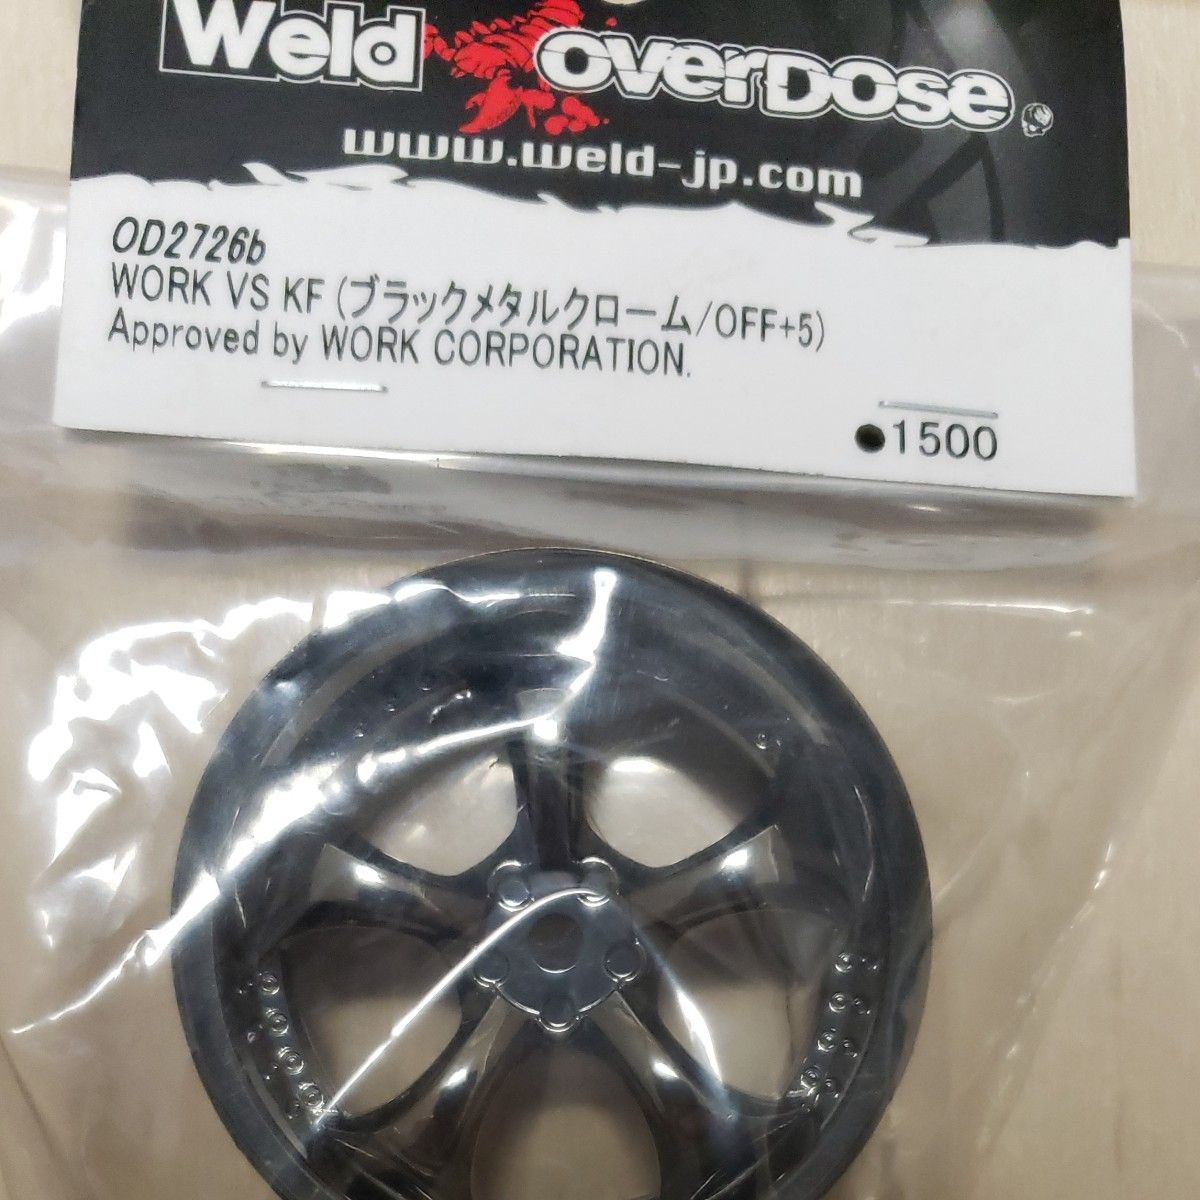 Weld OVERDOSE
www.weld-jp.com
OD2726b
WORK VS KF (ブラックメタルクローム/OFF+5)
Approved by WORK CORPORATION.
●1500